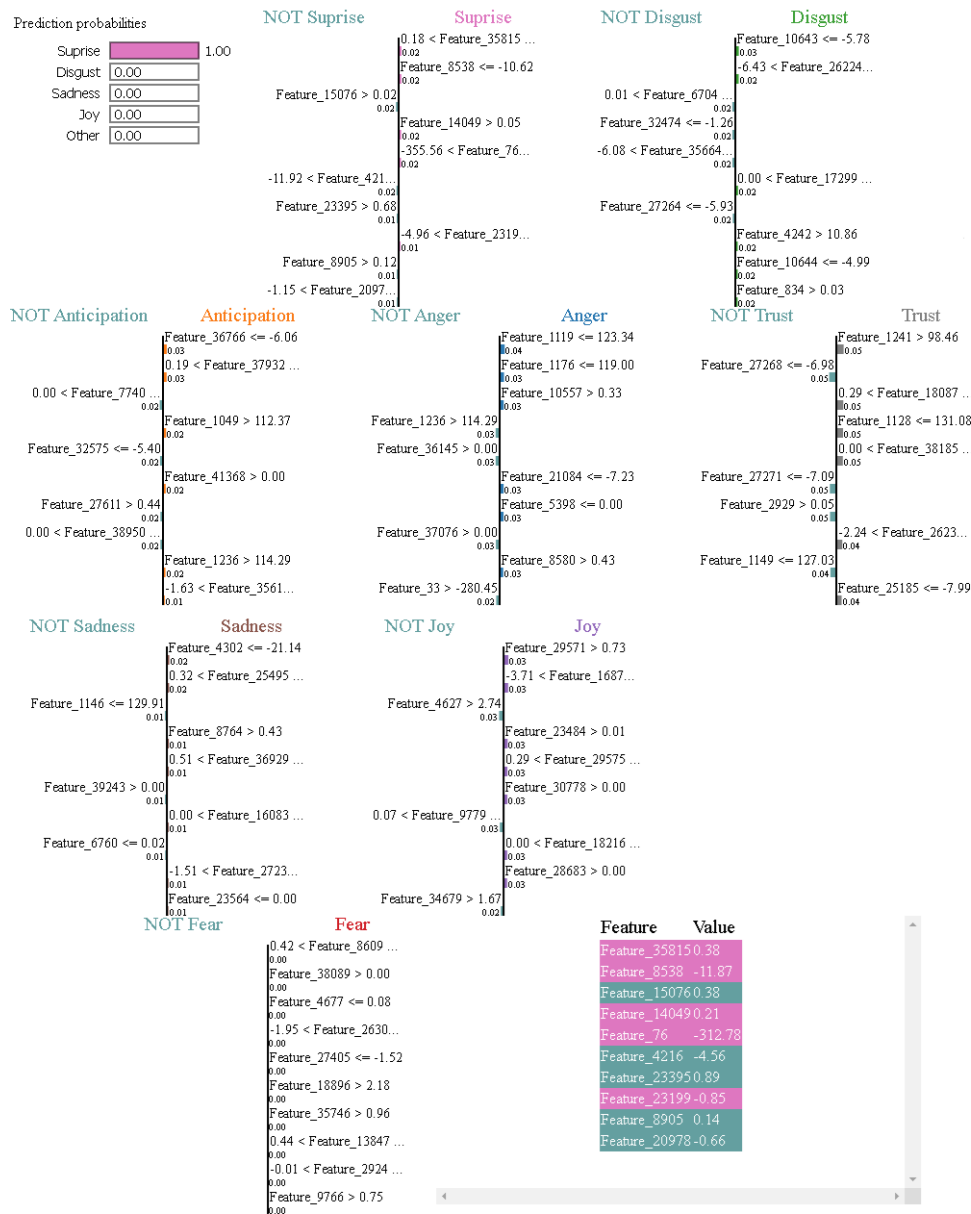 Prediction probabilities
Suprise 1.00
Disgust 0.00
Sadness 0.00
Joy 0.00
Other 0.00
NOT Suprise Suprise
0.18 < Feature_35815 ...
0.02
Feature_8538 <= -10.62
0.02
Feature_15076 > 0.02
0.02
Feature_14049 > 0.05
0.02
-355.56 < Feature_76...
0.02
-11.92 < Feature_421...
0.02
Feature_23395 > 0.68
0.01
-4.96 < Feature_2319...
0.01
Feature_8905 > 0.12
0.01
-1.15 < Feature_2097...
0.01
NOT Disgust Disgust
Feature_10643 <= -5.78
0.03
-6.43 < Feature_26224...
0.02
0.01 < Feature_6704 ...
0.02
Feature_32474 <= -1.26
0.02
-6.08 < Feature_35664...
0.02
0.00 < Feature_17299 ...
0.02
Feature_27264 <= -5.93
0.02
Feature_4242 > 10.86
0.02
Feature_10644 <= -4.99
0.02
Feature_834 > 0.03
0.02
NOT Anticipation Anticipation
Feature_36766 <= -6.06
0.03
0.19 < Feature_37932 ...
0.03
0.00 < Feature_7740 ...
0.02
Feature_1049 > 112.37
0.02
Feature_32575 <= -5.40
0.02
Feature_41368 > 0.00
0.02
Feature_27611 > 0.44
0.02
0.00 < Feature_38950 ...
0.02
Feature_1236 > 114.29
0.02
-1.63 < Feature_3561...
0.01
NOT Anger Anger
Feature_1119 <= 123.34
0.04
Feature_1176 <= 119.00
0.03
Feature_10557 > 0.33
0.03
Feature_1236 > 114.29
0.03
Feature_36145 > 0.00
0.03
Feature_21084 <= -7.23
0.03
Feature_5398 <= 0.00
0.03
Feature_37076 > 0.00
0.03
Feature_8580 > 0.43
0.03
Feature_33 > -280.45
0.02
NOT Trust Trust
Feature_1241 > 98.46
0.05
Feature_27268 <= -6.98
0.05
0.29 < Feature_18087 ..
0.05
Feature_1128 <= 131.08
0.05
0.00 < Feature_38185 ...
0.05
Feature_27271 <= -7.09
0.05
Feature_2929 > 0.05
0.05
-2.24 < Feature_2623...
0.04
Feature_1149 <= 127.03
0.04
Feature_25185 <= -7.99
0.04
NOT Sadness Sadness
Feature_4302 <= -21.14
0.02
0.32 < Feature_25495 ...
0.02
Feature_1146 <= 129.91
0.01
Feature_8764 > 0.43
0.01
0.51 < Feature_36929 ...
0.01
Feature_39243 > 0.00
0.01
0.00 < Feature_16083 ...
0.01
Feature_6760 <= 0.02
0.01
-1.51 < Feature_2723...
0.01
Feature_23564 <= 0.00
0.01
NOT Joy Joy
Feature_29571 > 0.73
0.03
-3.71 < Feature_1687...
0.03
Feature_4627 > 2.74
0.03
Feature_23484 > 0.01
0.03
0.29 < Feature_29575 ...
0.03
Feature_30778 > 0.00
0.03
0.07 < Feature_9779 ...
0.03
0.00 < Feature_18216 ...
0.03
Feature_28683 > 0.00
0.03
Feature_34679 > 1.67
0.02
NOT Fear Fear
0.42 < Feature_8609 ...
0.00
Feature_38089 > 0.00
0.00
Feature_4677 <= 0.08
0.00
-1.95 < Feature_2630...
0.00
Feature_27405 <= -1.52
0.00
Feature_18896 > 2.18
0.00
Feature_35746 > 0.96
0.00
0.44 < Feature_13847 ...
0.00
-0.01 < Feature_2924 ...
0.00
Feature_9766 > 0.75
0.00
Feature Value
Feature_35815 0.38
Feature_8538 -11.87
Feature_15076 0.38
Feature_14049 0.21
Feature_76 -312.78
Feature_4216 -4.56
Feature_23395 0.89
Feature_23199 -0.85
Feature_8905 0.14
Feature_20978 -0.66